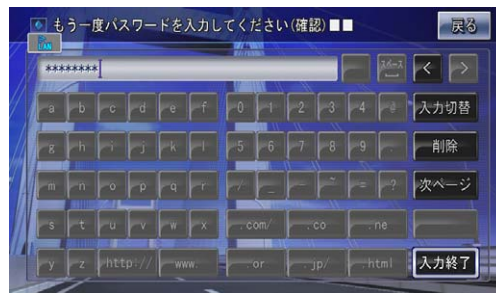 もう一度パスワードを入力してください(確認)■■ 戻る
LAN
******** スペース < >
a b c d e f 0 1 2 3 4 @ 入力切替
g h i j k l 5 6 7 8 9 . 削除
m n o p q r / _ - ~ = ? 次ページ
s t u v w x .com/ .co .ne
y z http:// www. .or .jp/ .html 入力終了